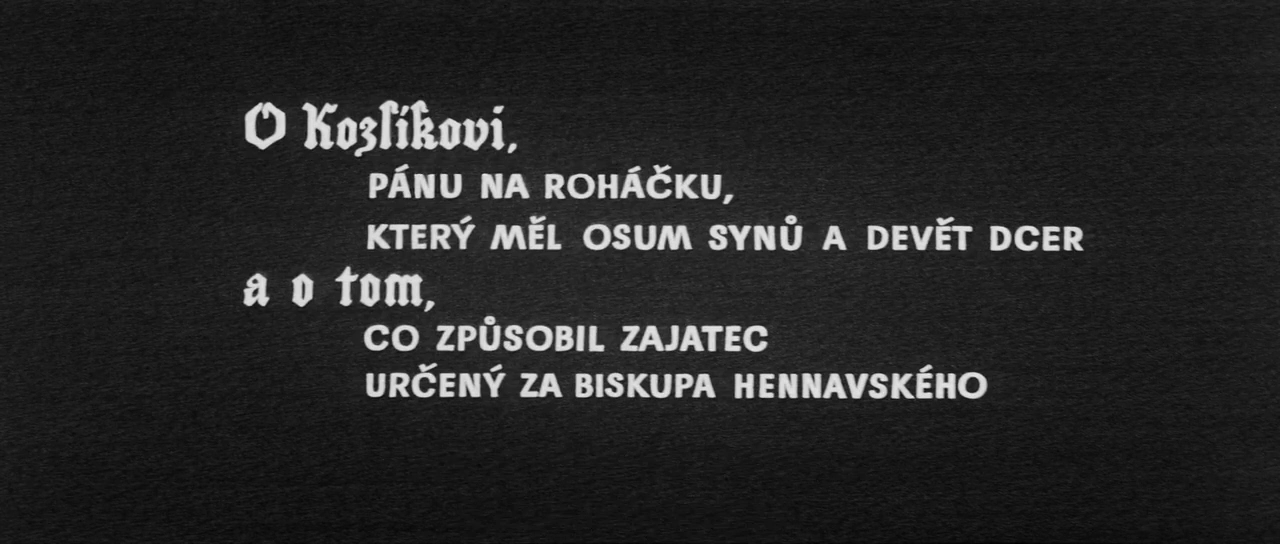 O Kozlíkovi,
PÁNU NA ROHÁČKU,
KTERÝ MĚL OSUM SYNŮ A DEVĚT DCER
a o tom,
CO ZPŮSOBIL ZAJATEC
URČENÝ ZA BISKUPA HENNAVSKÉHO